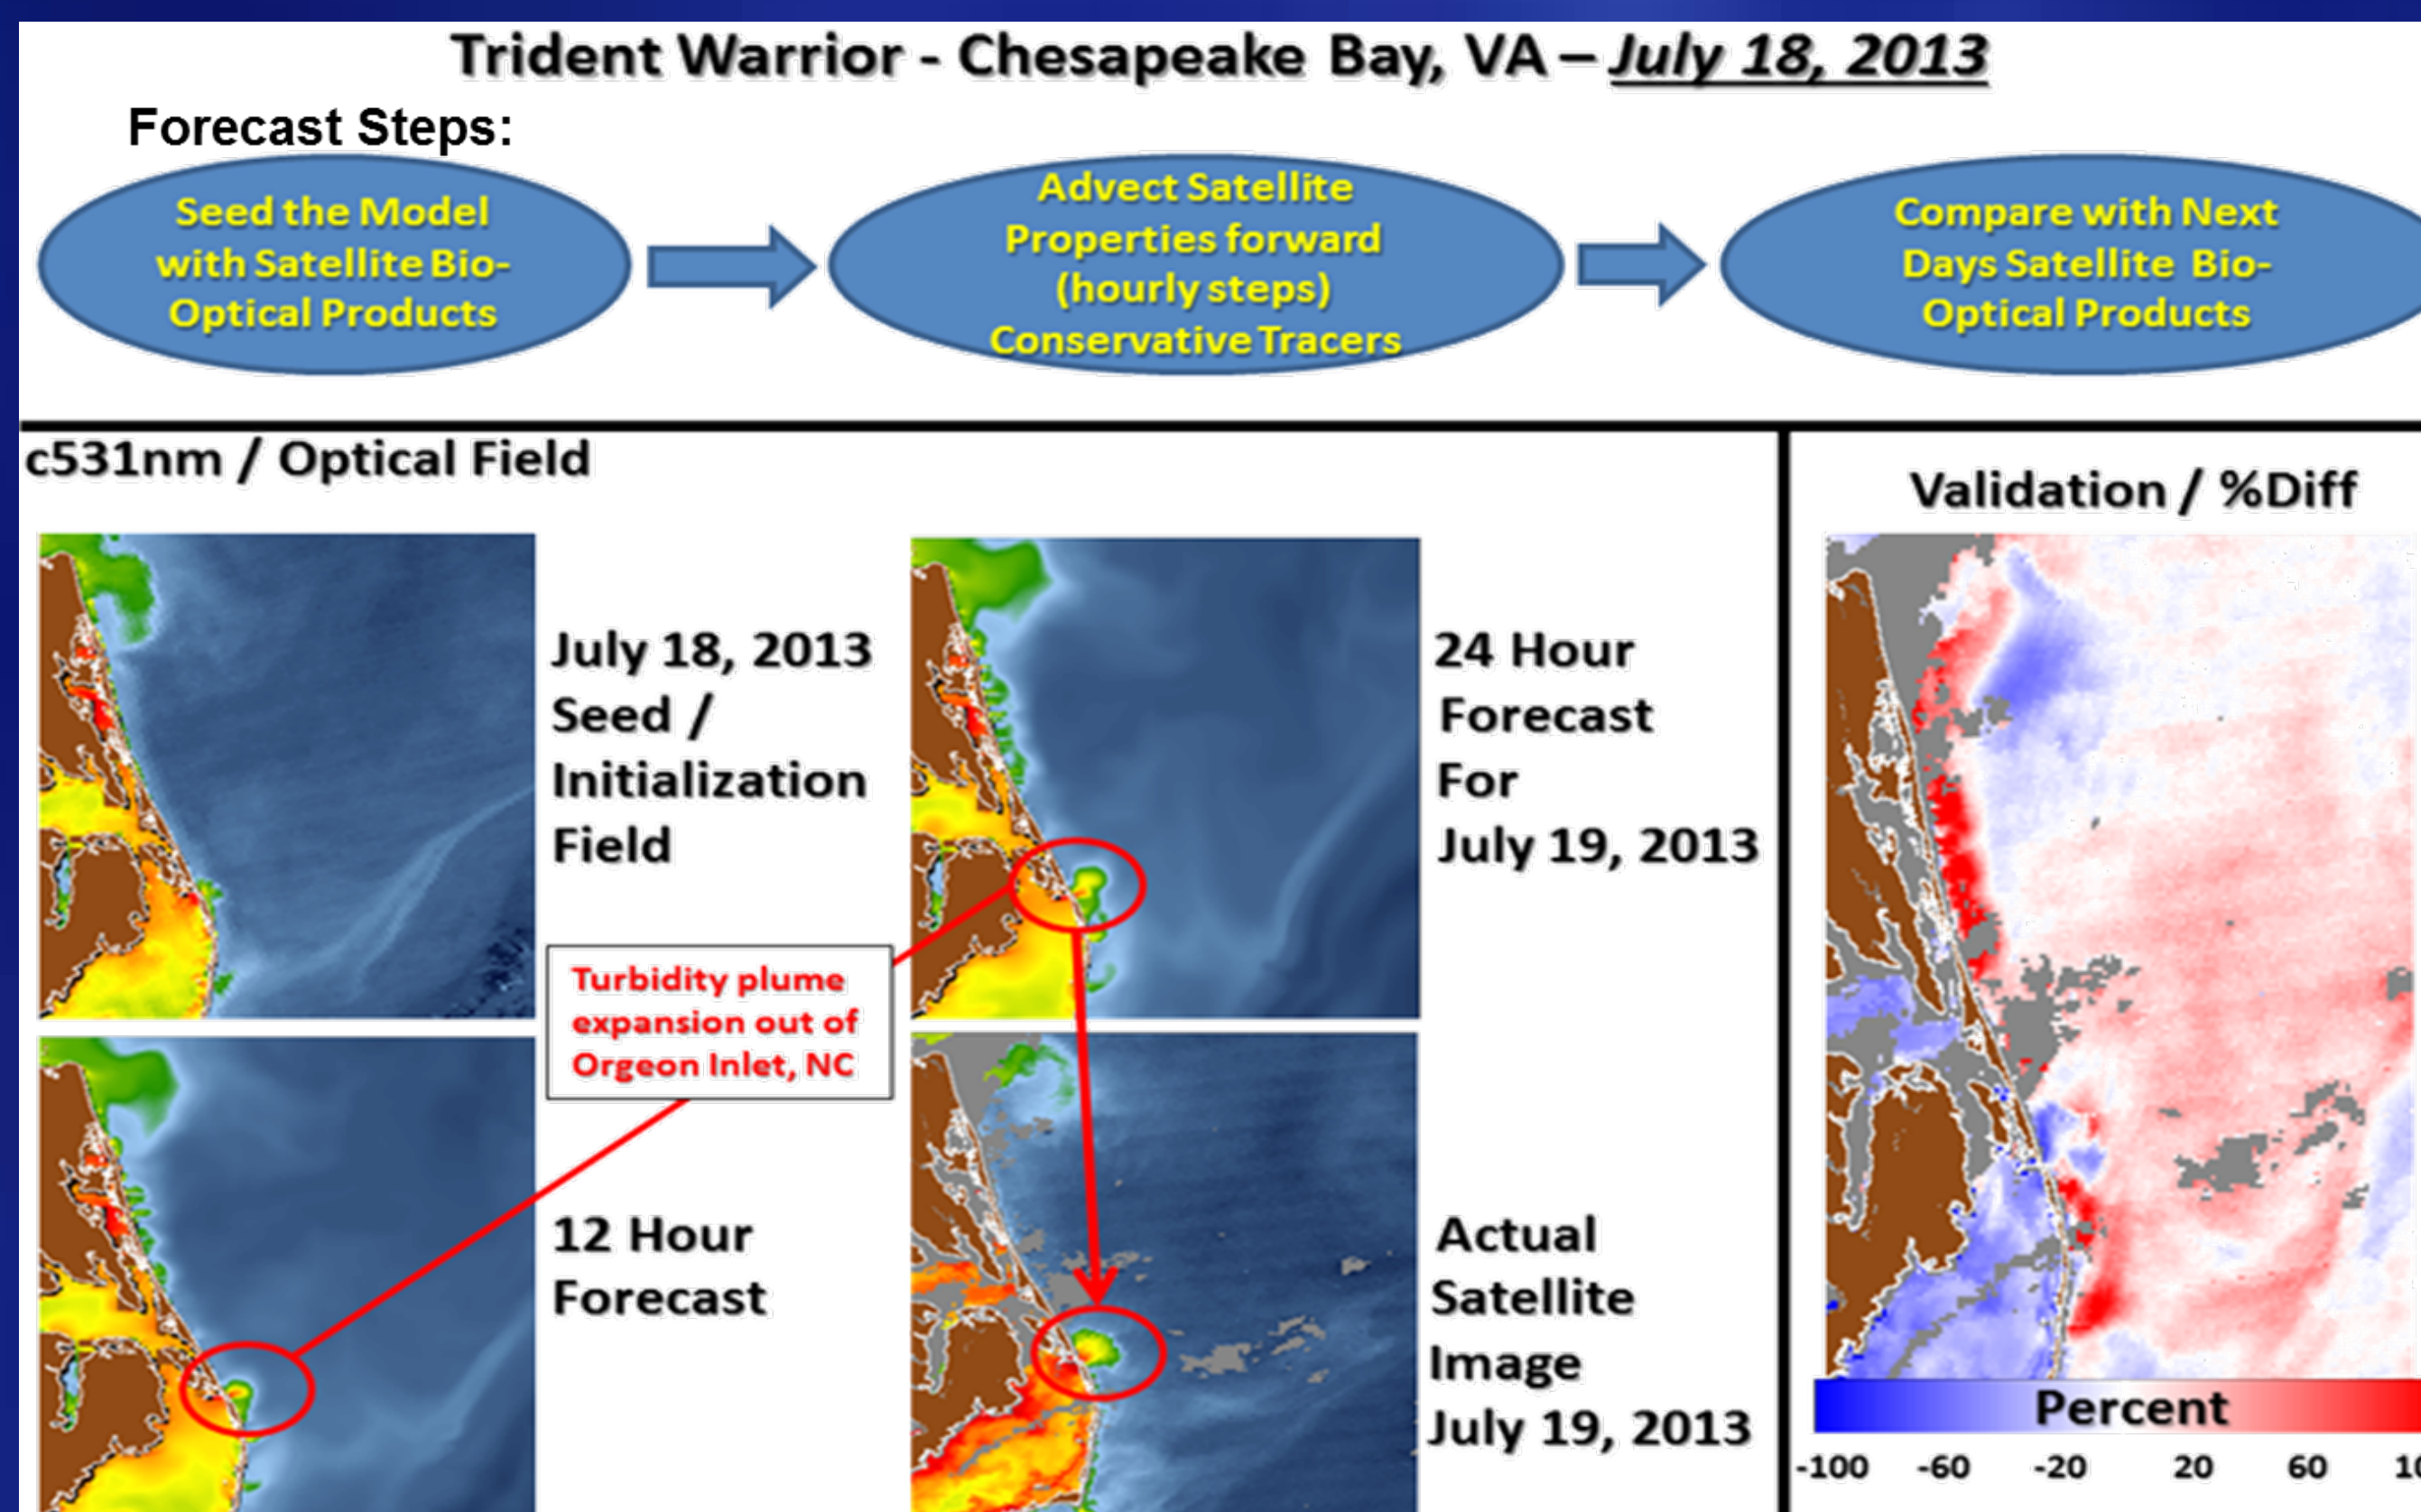 Trident Warrior - Chesapeake Bay, VA – July 18, 2013
Forecast Steps:
Seed the Model
with Satellite Bio-
Optical Products
Advect Satellite
Properties forward
(hourly steps)
Conservative Tracers
Compare with Next
Days Satellite Bio-
Optical Products
c531nm / Optical Field
July 18, 2013
Seed /
Initialization
Field
24 Hour
Forecast
For
July 19, 2013
Turbidity plume
expansion out of
Orgeon Inlet, NC
12 Hour
Forecast
Actual
Satellite
Image
July 19, 2013
Validation / %Diff
Percent
-100 -60 -20 20 60